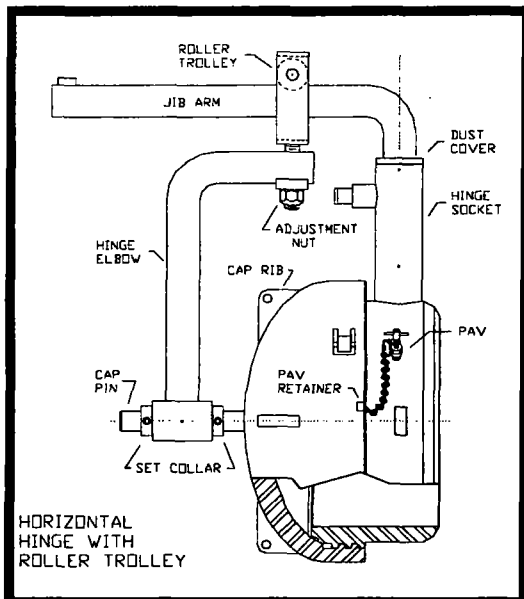 ROLLER
TROLLEY
JIB ARM
DUST
COVER
HINGE
SOCKET
ADJUSTMENT
NUT
HINGE
ELBOW
CAP RIB
PAV
CAP
PIN
PAV
RETAINER
SET COLLAR
HORIZONTAL
HINGE WITH
ROLLER TROLLEY